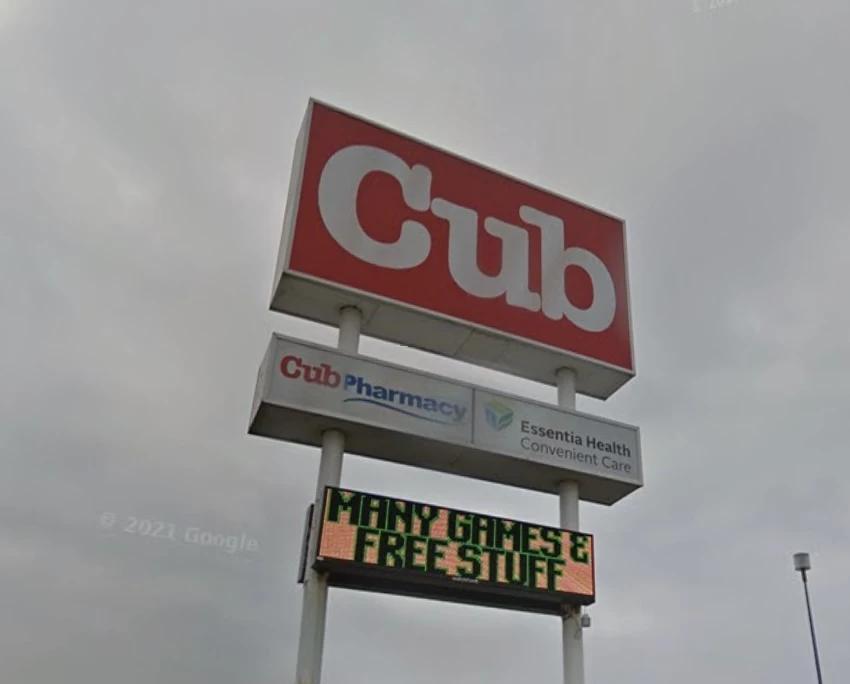 Cub
Cub Pharmacy
Essentia Health
Convenient Care
MANY GAMES &
FREE STUFF
© 2021 Google